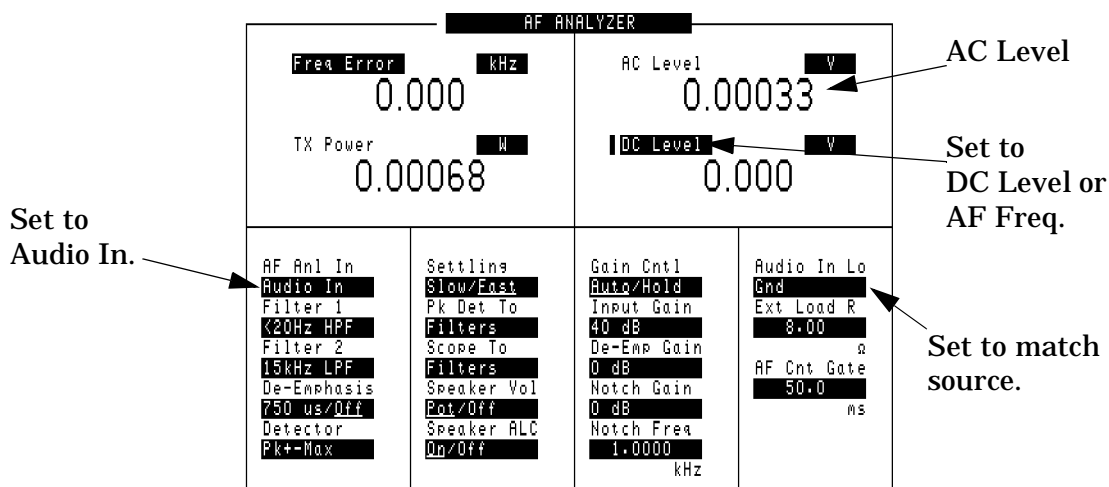 AF ANALYZER
Freq Error kHz
0.000
TX Power W
0.00068
AC Level V
0.00033
DC Level V
0.000
AC Level
Set to
DC Level or
AF Freq.
Set to
Audio In.
AF Anl In
Audio In
Filter 1
<20Hz HPF
Filter 2
15kHz LPF
De-Emphasis
750 us/Off
Detector
Pk+-Max
Settling
Slow/Fast
Pk Det To
Filters
Scope To
Filters
Speaker Vol
Pot/Off
Speaker ALC
On/Off
Gain Cntl
Auto/Hold
Input Gain
40 dB
De-Emp Gain
0 dB
Notch Gain
0 dB
Notch Freq
1.0000
kHz
Audio In Lo
Gnd
Ext Load R
8.00
Ω
AF Cnt Gate
50.0
ms
Set to match
source.